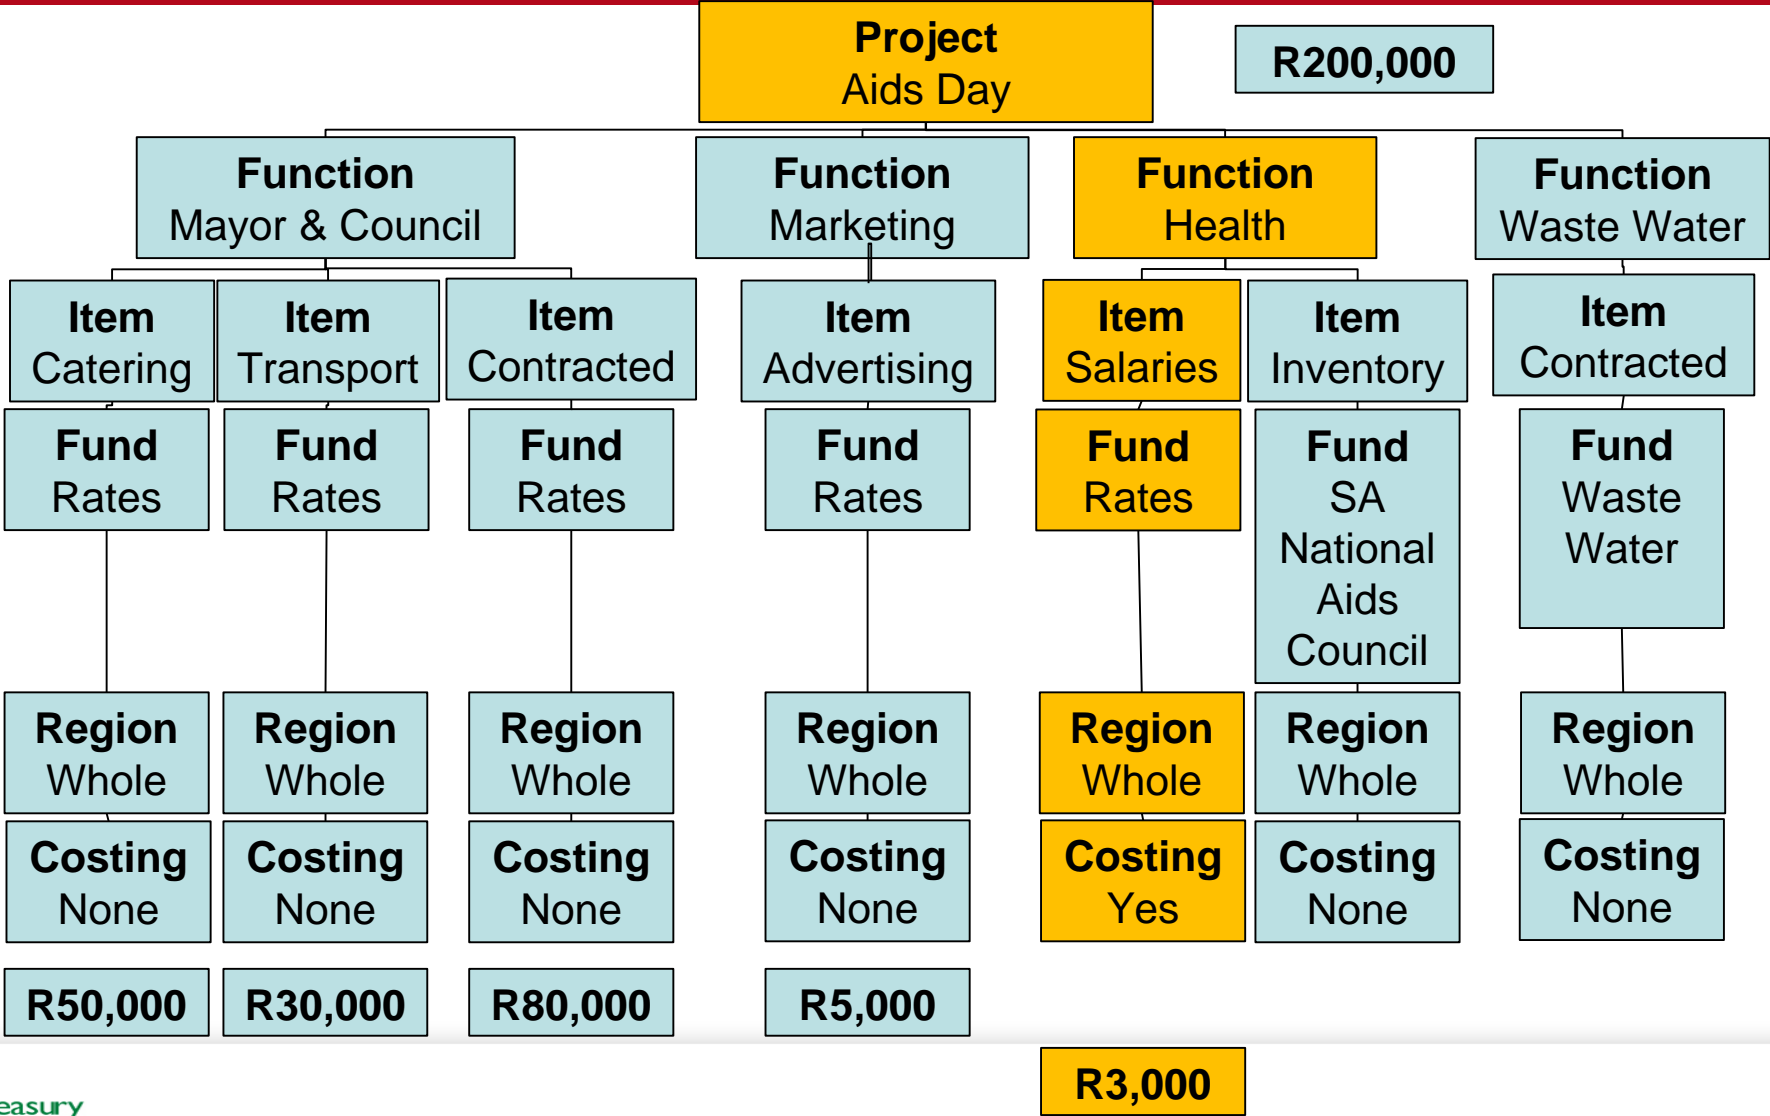 Project
Aids Day
R200,000
Function
Mayor & Council
Function
Marketing
Function
Health
Function
Waste Water
Item
Catering
Item
Transport
Item
Contracted
Item
Advertising
Item
Salaries
Item
Inventory
Item
Contracted
Fund
Rates
Fund
Rates
Fund
Rates
Fund
Rates
Fund
Rates
Fund
SA
National
Aids
Council
Fund
Waste
Water
Region
Whole
Region
Whole
Region
Whole
Region
Whole
Region
Whole
Region
Whole
Region
Whole
Costing
None
Costing
None
Costing
None
Costing
None
Costing
Yes
Costing
None
Costing
None
R50,000
R30,000
R80,000
R5,000
R3,000
easury